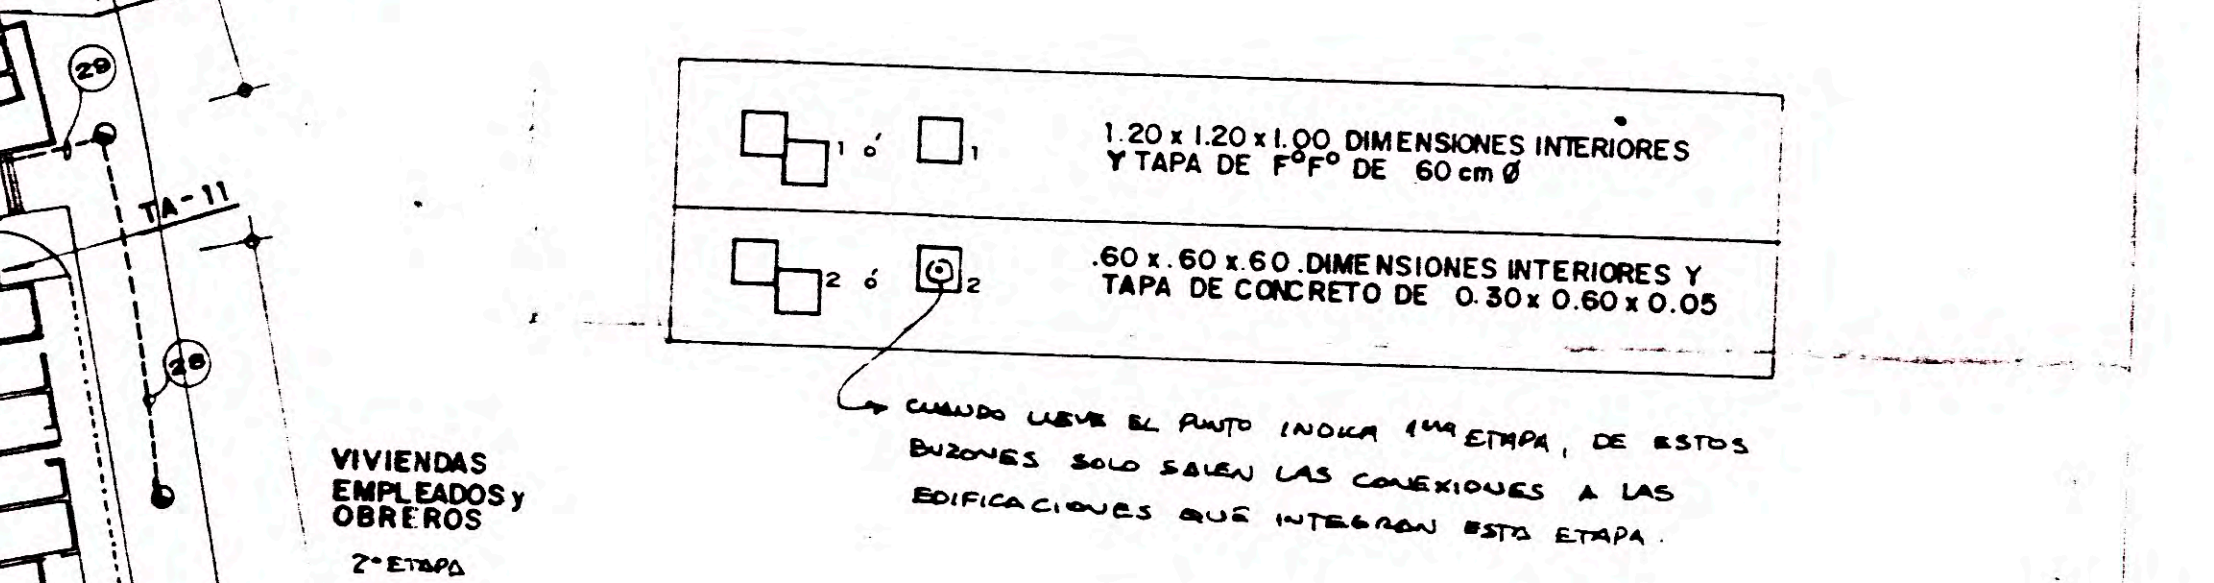 29
TA-11
28
VIVIENDAS
EMPLEADOS y
OBREROS
2ª ETAPA
1 ó 1
1.20 x 1.20 x 1.00 DIMENSIONES INTERIORES
Y TAPA DE FºFº DE 60 cm Ø
2 ó 2
.60 x .60 x .60 .DIMENSIONES INTERIORES Y
TAPA DE CONCRETO DE 0.30 x 0.60 x 0.05
CUANDO LLEVE EL PUNTO INDICA 1ERA ETAPA, DE ESTOS
BUZONES SOLO SALEN LAS CONEXIONES A LAS
EDIFICACIONES QUE INTEGRAN ESTA ETAPA.